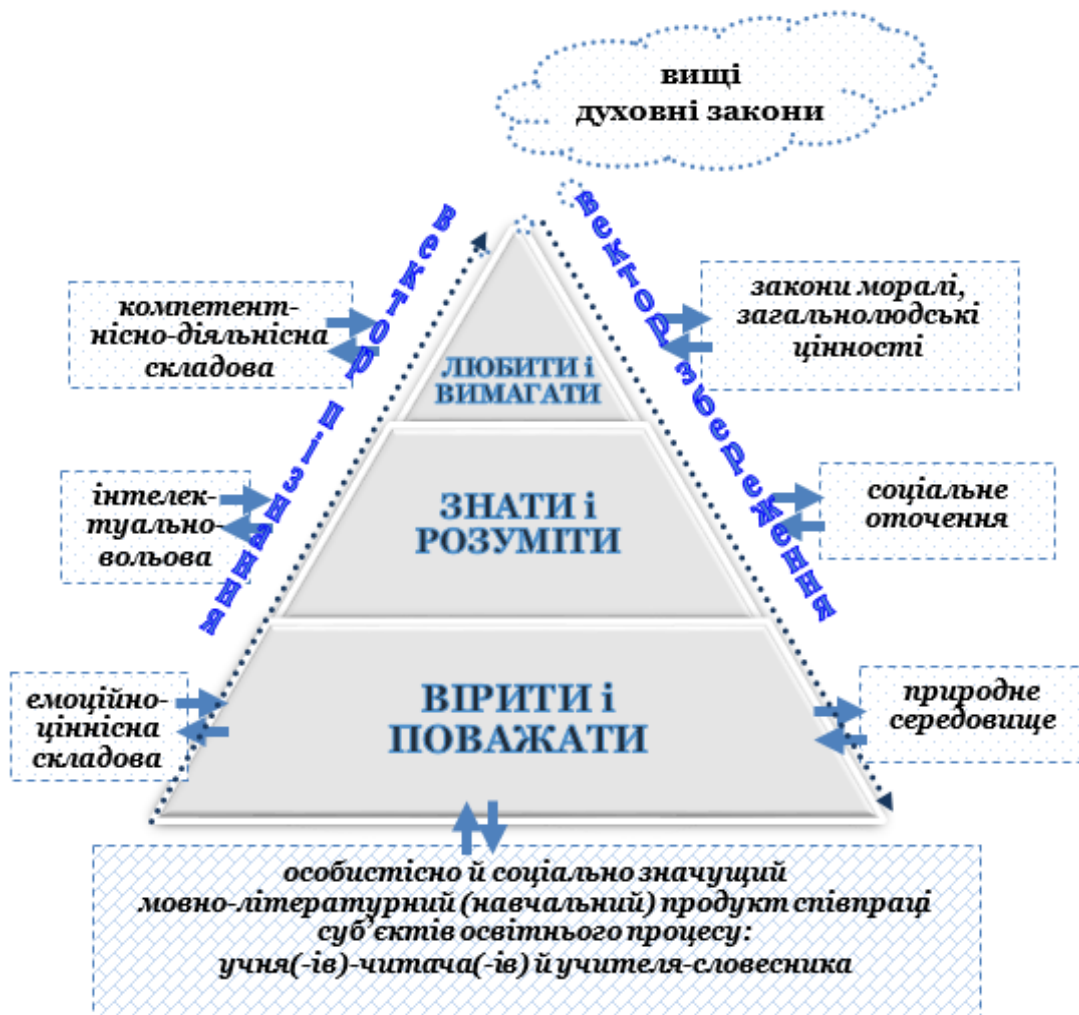 вищі
духовні закони
вектор пізнання
вектор збереження
компетент-
нісно-діяльнісна
складова
закони моралі,
загальнолюдські
цінності
ЛЮБИТИ і
ВИМАГАТИ
інтелек-
туально-
вольова
ЗНАТИ і
РОЗУМІТИ
соціальне
оточення
емоційно-
ціннісна
складова
ВІРИТИ і
ПОВАЖАТИ
природне
середовище
особистісно й соціально значущий
мовно-літературний (навчальний) продукт співпраці
суб’єктів освітнього процесу:
учня(-ів)-читача(-ів) й учителя-словесника